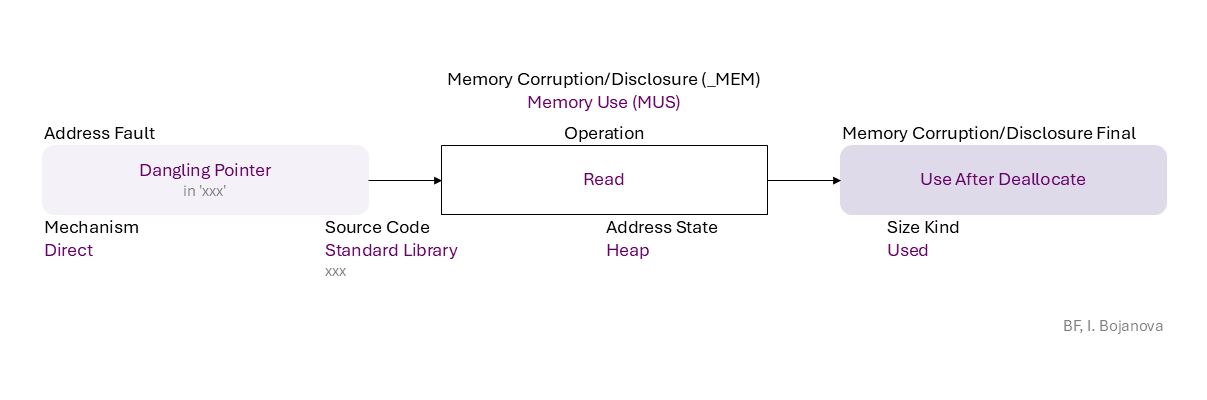 Memory Corruption/Disclosure (_MEM)
Memory Use (MUS)
Address Fault
Operation
Memory Corruption/Disclosure Final
Dangling Pointer
in 'xxx'
Read
Use After Deallocate
Mechanism
Direct
Source Code
Standard Library
xxx
Address State
Heap
Size Kind
Used
BF, I. Bojanova